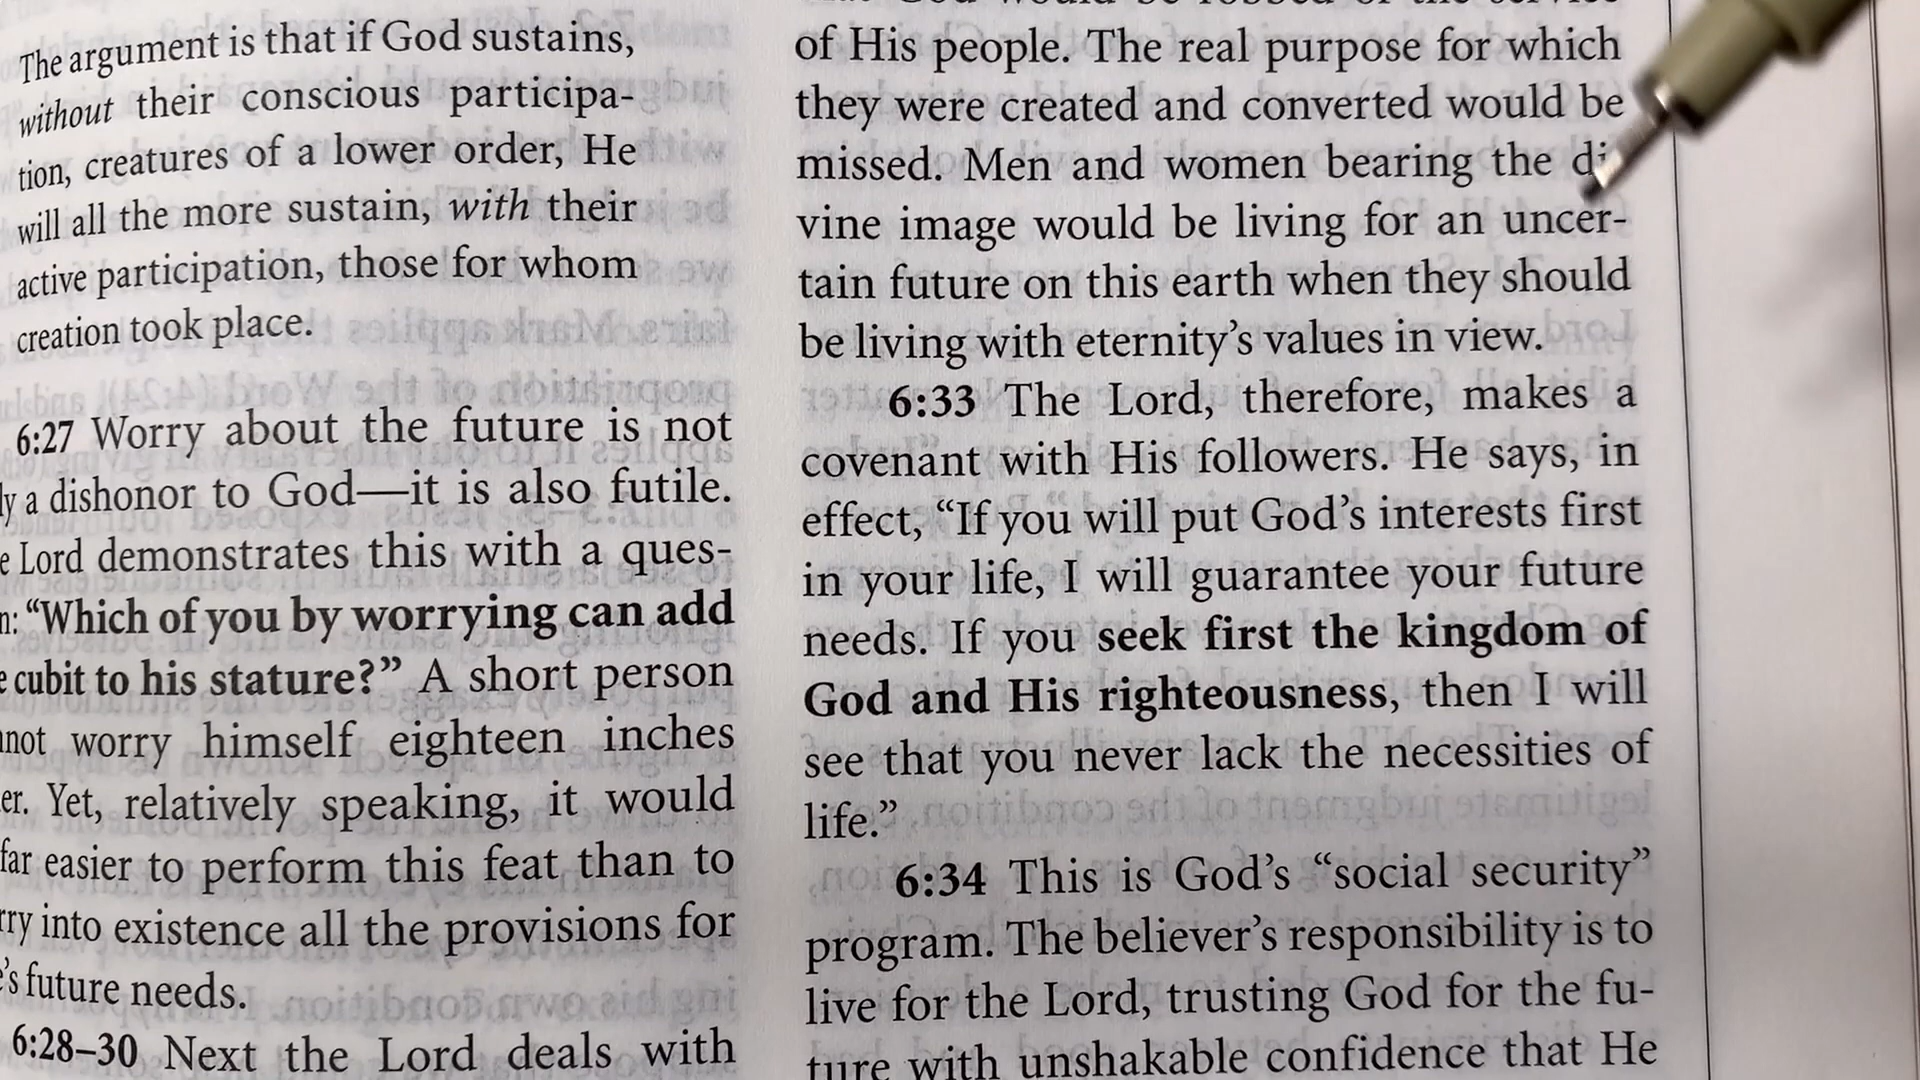 The argument is that if God sustains,
without their conscious participa-
tion, creatures of a lower order, He
will all the more sustain, with their
active participation, those for whom
creation took place.
6:27 Worry about the future is not
a dishonor to God—it is also futile.
Lord demonstrates this with a ques-
“Which of you by worrying can add
cubit to his stature?” A short person
worry himself eighteen inches
Yet, relatively speaking, it would
far easier to perform this feat than to
into existence all the provisions for
future needs.
6:28–30 Next the Lord deals with
of His people. The real purpose for which
they were created and converted would be
missed. Men and women bearing the di
vine image would be living for an uncer-
tain future on this earth when they should
be living with eternity’s values in view.
6:33 The Lord, therefore, makes a
covenant with His followers. He says, in
effect, “If you will put God’s interests first
in your life, I will guarantee your future
needs. If you seek first the kingdom of
God and His righteousness, then I will
see that you never lack the necessities of
life.”
6:34 This is God’s “social security”
program. The believer’s responsibility is to
live for the Lord, trusting God for the fu-
ture with unshakable confidence that He